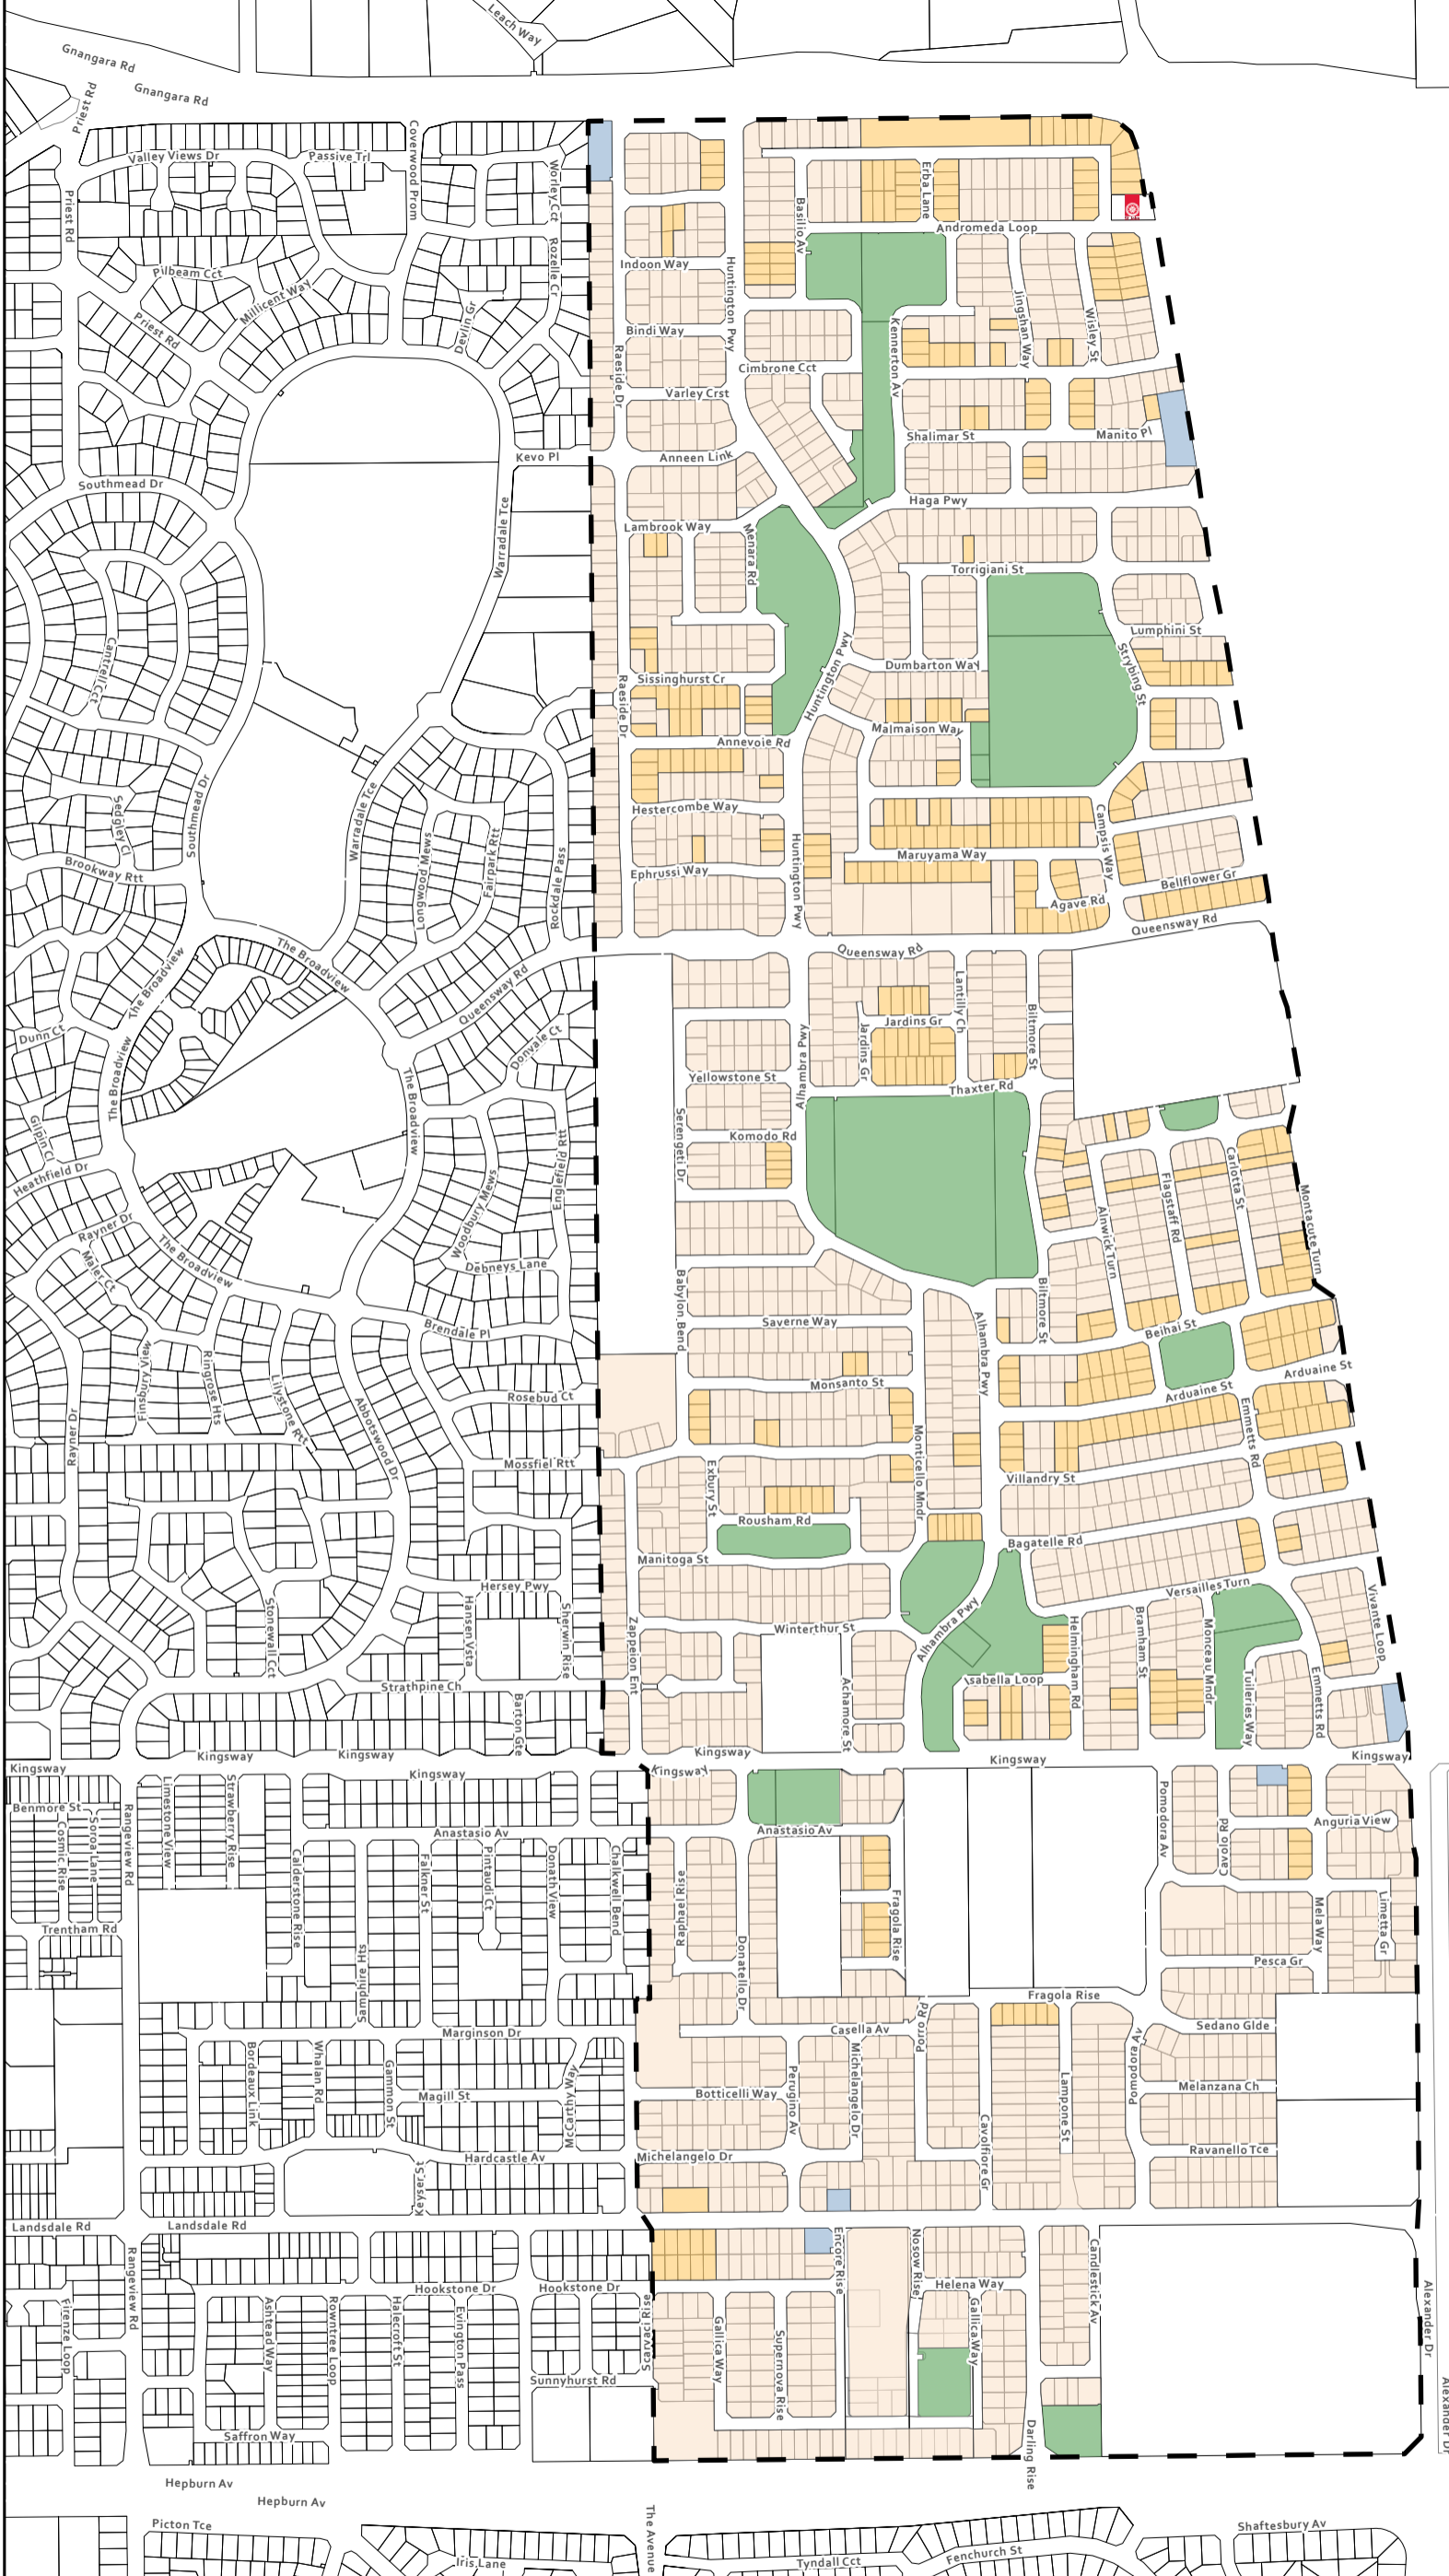 Leach Way
Gnangara Rd
Gnangara Rd
Priest Rd
Valley Views Dr
Passive Trl
Coverwood Prom
Worley Cct
Priest Rd
Basilio Av
Erba Lane
Andromeda Loop
Rozelle Cr
Pilbeam Cct
Millicent Way
Priest Rd
Devlin Gr
Indoon Way
Huntington Pwy
Bindi Way
Raeside Dr
Kennerton Av
Jingshan Way
Wisley St
Cimbrone Cct
Varley Crst
Shalimar St
Manito Pl
Kevo Pl
Anneen Link
Southmead Dr
Haga Pwy
Warradale Tce
Lambrook Way
Menara Rd
Torrigiani St
Cantrell Cct
Lumphini St
Strybing St
Huntington Pwy
Dumbarton Way
Sissinghurst Cr
Raeside Dr
Malmaison Way
Annevoie Rd
Southmead Dr
Sedgley Cl
Warradale Tce
Hestercombe Way
Campsis Way
Longwood Mews
Fairpark Rtt
Rockdale Pass
Huntington Pwy
Maruyama Way
Brookway Rtt
Ephrussi Way
Bellflower Gr
Agave Rd
Queensway Rd
The Broadview
The Broadview
Queensway Rd
Queensway Rd
Lantilly Ch
Biltmore St
Jardins Gr
Jardins Gr
Dunn Ct
Donvale Ct
Alhambra Pwy
The Broadview
The Broadview
Yellowstone St
Thaxter Rd
Gilpin Cl
Serengeti Dr
Komodo Rd
Englefield Rtt
Heathfield Dr
Woodbury Mews
Alnwick Turn
Flagstaff Rd
Carlotta St
Montacute Turn
Rayner Dr
Majer Ct
The Broadview
Debneys Lane
Babylon Bend
Biltmore St
Saverne Way
Brendale Pl
Beihai St
Alhambra Pwy
Arduaine St
Finsbury View
Ringrose Hts
Lilystone Rtt
Abbotswood Dr
Monsanto St
Rosebud Ct
Arduaine St
Rayner Dr
Emmetts Rd
Monticello Mndr
Mossfiel Rtt
Exbury St
Villandry St
Rousham Rd
Bagatelle Rd
Manitoga St
Hersey Pwy
Versailles Turn
Vivante Loop
Stonewall Cct
Hansen Vsta
Sherwin Rise
Zappeion Ent
Winterthur St
Alhambra Pwy
Helmingham Rd
Bramham St
Monceau Mndr
Isabella Loop
Achamore St
Tuileries Way
Emmetts Rd
Strathpine Ch
Barton Gte
Kingsway
Kingsway
Kingsway
Kingsway
Kingsway
Kingsway
Kingsway
Kingsway
Benmore St
Cosmic Rise
Soroa Lane
Rangeview Rd
Limestone View
Strawberry Rise
Anastasio Av
Anastasio Av
Pomodora Av
Cavolo Rd
Anguria View
Calderstone Rise
Falkner St
Pintaudi Ct
Donath View
Chalkwell Bend
Raphael Rise
Fragola Rise
Mela Way
Limetta Gr
Trentham Rd
Samphire Hts
Donatello Dr
Pesca Gr
Fragola Rise
Marginson Dr
Casella Av
Porro Rd
Sedano Glde
Bordeaux Link
Whalan Rd
Gammon St
Magill St
McCarthy Way
Perugino Av
Michelangelo Dr
Botticelli Way
Lampone St
Pomodora Av
Melanzana Ch
Cavolfiore Gr
Ravanello Tce
Hardcastle Av
Keyser St
Michelangelo Dr
Landsdale Rd
Landsdale Rd
Rangeview Rd
Encore Rise
Nosow Rise
Candlestick Av
Hookstone Dr
Hookstone Dr
Helena Way
Alexander Dr
Firenze Loop
Ashtead Way
Rowntree Loop
Halecroft St
Evington Pass
Scarce Rise
Gallica Way
Supernova Rise
Gallica Way
Sunnyhurst Rd
Alexander Dr
Saffron Way
Darling Rise
Hepburn Av
Hepburn Av
The Avenue
Picton Tce
Iris Lane
Tyndall Cct
Fenchurch St
Shaftesbury Av